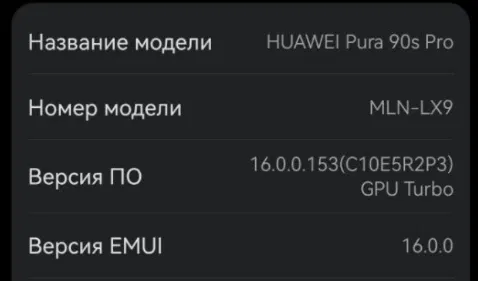 Название модели HUAWEI Pura 90s Pro
Номер модели MLN-LX9
Версия ПО 16.0.0.153(C10E5R2P3)
GPU Turbo
Версия EMUI 16.0.0